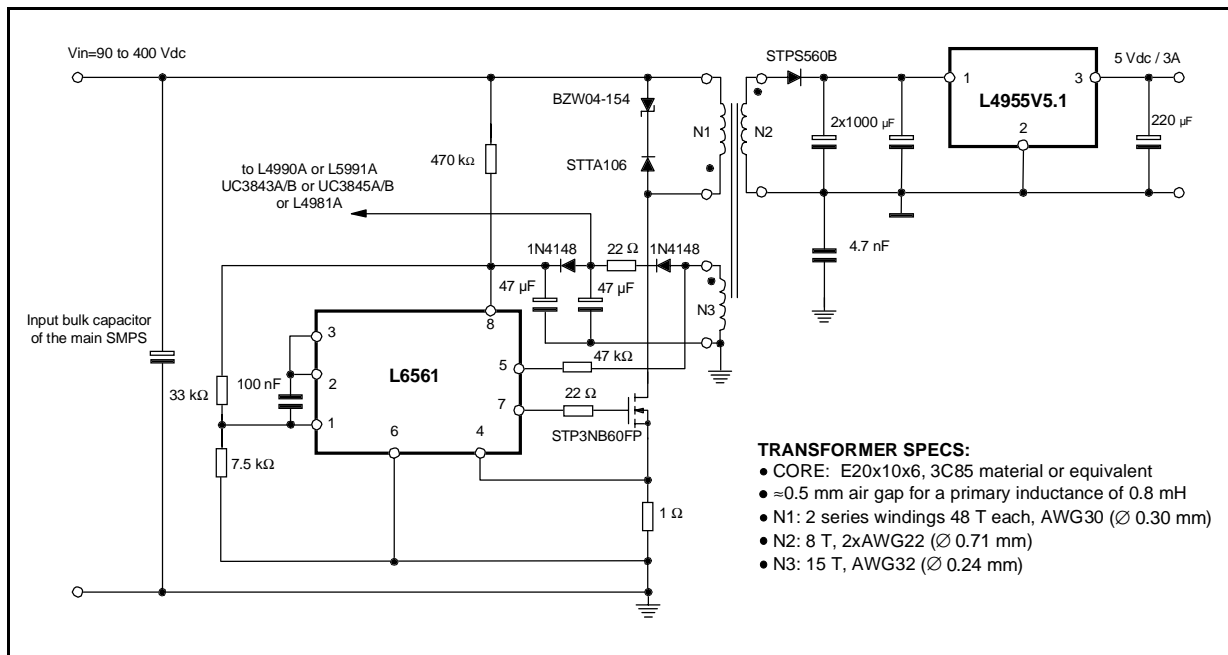 Vin=90 to 400 Vdc
STPS560B
5 Vdc / 3A
1
3
L4955V5.1
2
BZW04-154
N1
N2
2x1000 µF
220 µF
470 kΩ
STTA106
to L4990A or L5991A
UC3843A/B or UC3845A/B
or L4981A
4.7 nF
1N4148
22 Ω
1N4148
47 µF
47 µF
N3
Input bulk capacitor
of the main SMPS
3
8
L6561
5
47 kΩ
2
100 nF
33 kΩ
7
22 Ω
1
6
4
STP3NB60FP
7.5 kΩ
1 Ω
TRANSFORMER SPECS:
● CORE: E20x10x6, 3C85 material or equivalent
● ≈0.5 mm air gap for a primary inductance of 0.8 mH
● N1: 2 series windings 48 T each, AWG30 (∅ 0.30 mm)
● N2: 8 T, 2xAWG22 (∅ 0.71 mm)
● N3: 15 T, AWG32 (∅ 0.24 mm)